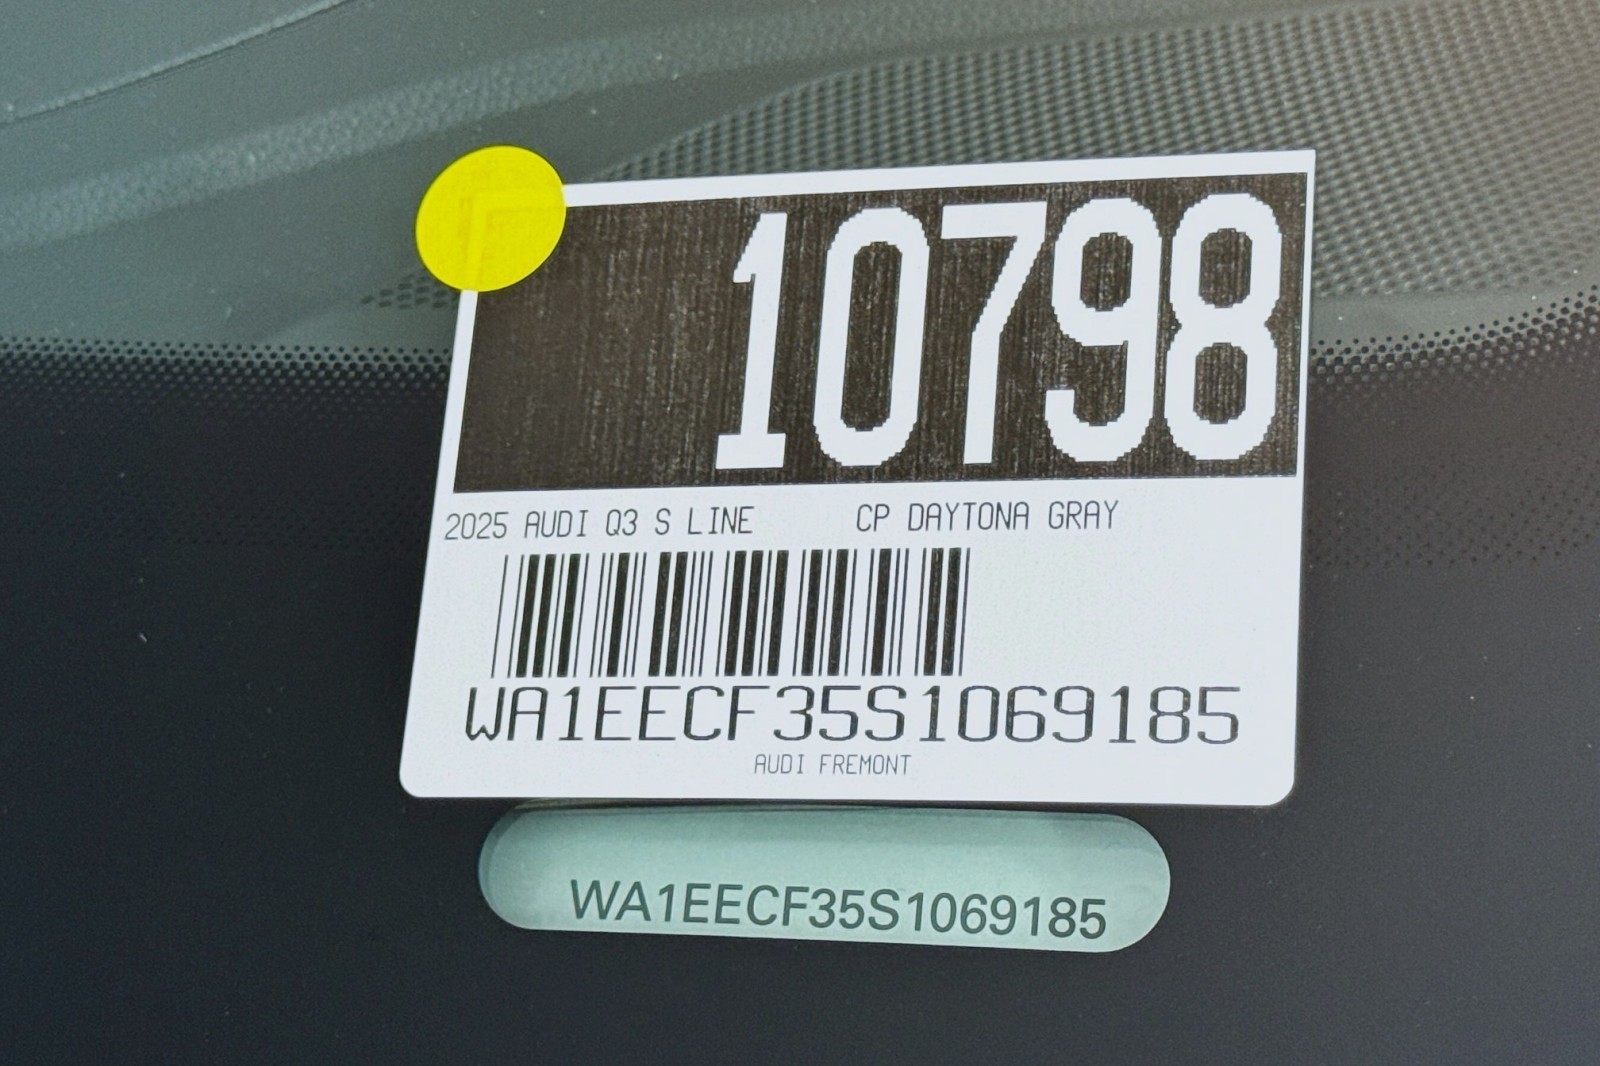 10798
2025 AUDI Q3 S LINE CP DAYTONA GRAY
WA1EECF35S1069185
AUDI FREMONT
WA1EECF35S1069185